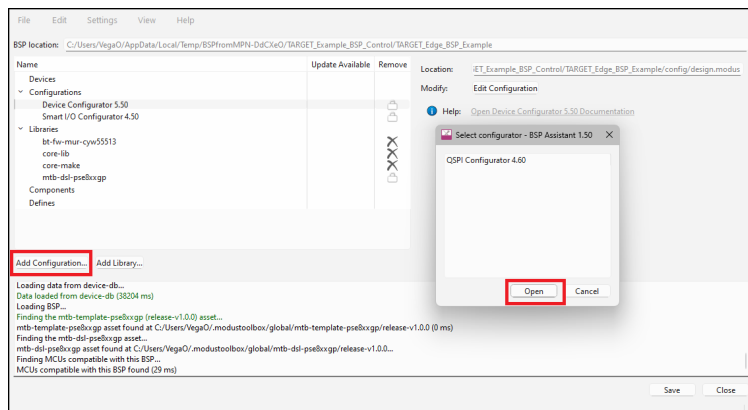 File Edit Settings View Help
BSP location: C:/Users/VegaO/AppData/Local/Temp/BSPfromMPN-DdCXeO/TARGET_Example_BSP_Control/TARGET_Edge_BSP_Example
Name Update Available Remove
Devices
Configurations
Device Configurator 5.50
Smart I/O Configurator 4.50
Libraries
bt-fw-mur-cyw55513
core-lib
core-make
mtb-dsl-pse8xxgp
Components
Defines
Location: ET_Example_BSP_Control/TARGET_Edge_BSP_Example/config/design.modus
Modify: Edit Configuration
Help: Open Device Configurator 5.50 Documentation
Select configurator - BSP Assistant 1.50
QSPI Configurator 4.60
Open Cancel
Add Configuration... Add Library...
Loading data from device-db...
Data loaded from device-db (38204 ms)
Loading BSP...
Finding the mtb-template-pse8xxgp (release-v1.0.0) asset...
mtb-template-pse8xxgp asset found at C:/Users/VegaO/.modustoolbox/global/mtb-template-pse8xxgp/release-v1.0.0 (0 ms)
Finding the mtb-dsl-pse8xxgp asset...
mtb-dsl-pse8xxgp asset found at C:/Users/VegaO/.modustoolbox/global/mtb-dsl-pse8xxgp/release-v1.0.0...
Finding MCUs compatible with this BSP...
MCUs compatible with this BSP found (29 ms)
Save Close